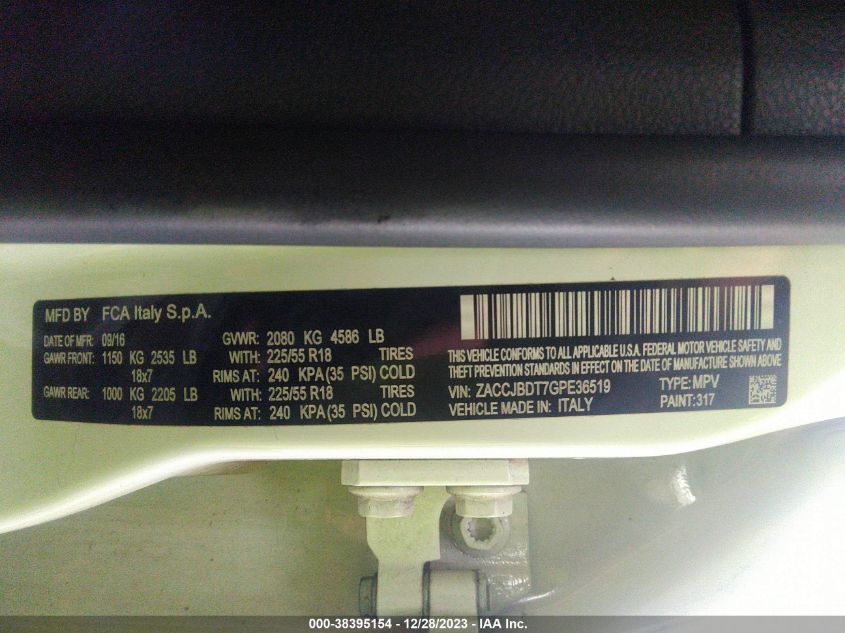 MFD BY FCA Italy S.p.A.
DATE OF MFR: 09/16 GVWR: 2080 KG 4586 LB
GAWR FRONT: 1150 KG 2535 LB WITH: 225/55 R18 TIRES
18x7 RIMS AT: 240 KPA (35 PSI) COLD
GAWR REAR: 1000 KG 2205 LB WITH: 225/55 R18 TIRES
18x7 RIMS AT: 240 KPA (35 PSI) COLD
THIS VEHICLE CONFORMS TO ALL APPLICABLE U.S.A. FEDERAL MOTOR VEHICLE SAFETY AND
THEFT PREVENTION STANDARDS IN EFFECT ON THE DATE OF MANUFACTURE SHOWN ABOVE.
VIN: ZACCJBDT7GPE36519 TYPE: MPV
VEHICLE MADE IN: ITALY PAINT: 317
000-38395154 - 12/28/2023 - IAA Inc.